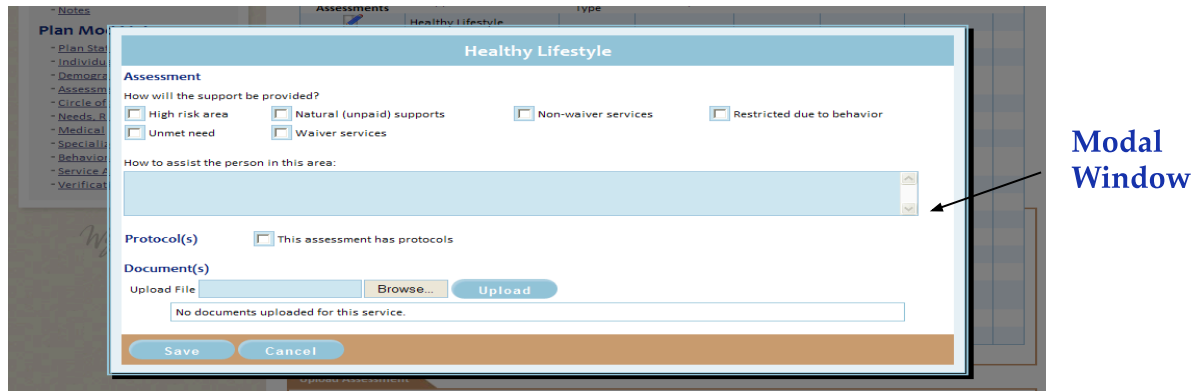 - Notes
Assessments
Type
Healthy Lifestyle
Plan Mo
- Plan Stat
- Individu
- Demogra
- Assessm
- Circle of
- Needs, R
- Medical
- Specializ
- Behavior
- Service A
- Verificat
Healthy Lifestyle
Assessment
How will the support be provided?
High risk area Natural (unpaid) supports Non-waiver services Restricted due to behavior
Unmet need Waiver services
How to assist the person in this area:
Protocol(s) This assessment has protocols
Document(s)
Upload File Browse... Upload
No documents uploaded for this service.
Save Cancel
Upload Assessment
Modal
Window